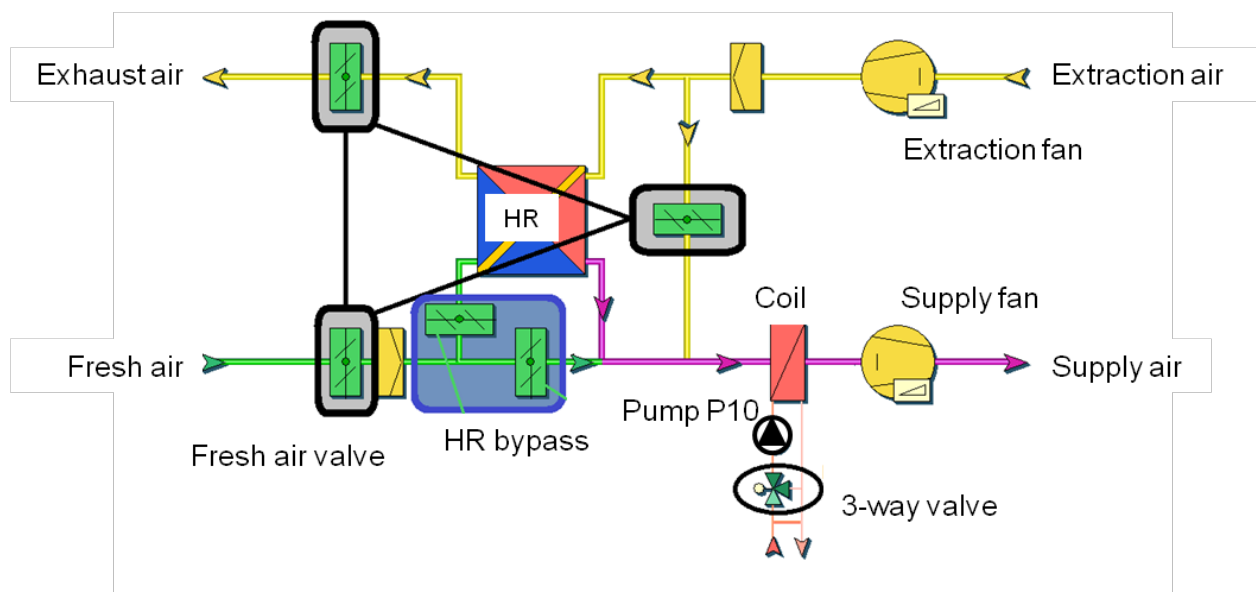 Exhaust air
Extraction air
Extraction fan
HR
Coil
Supply fan
Fresh air
Supply air
Pump P10
HR bypass
Fresh air valve
3-way valve